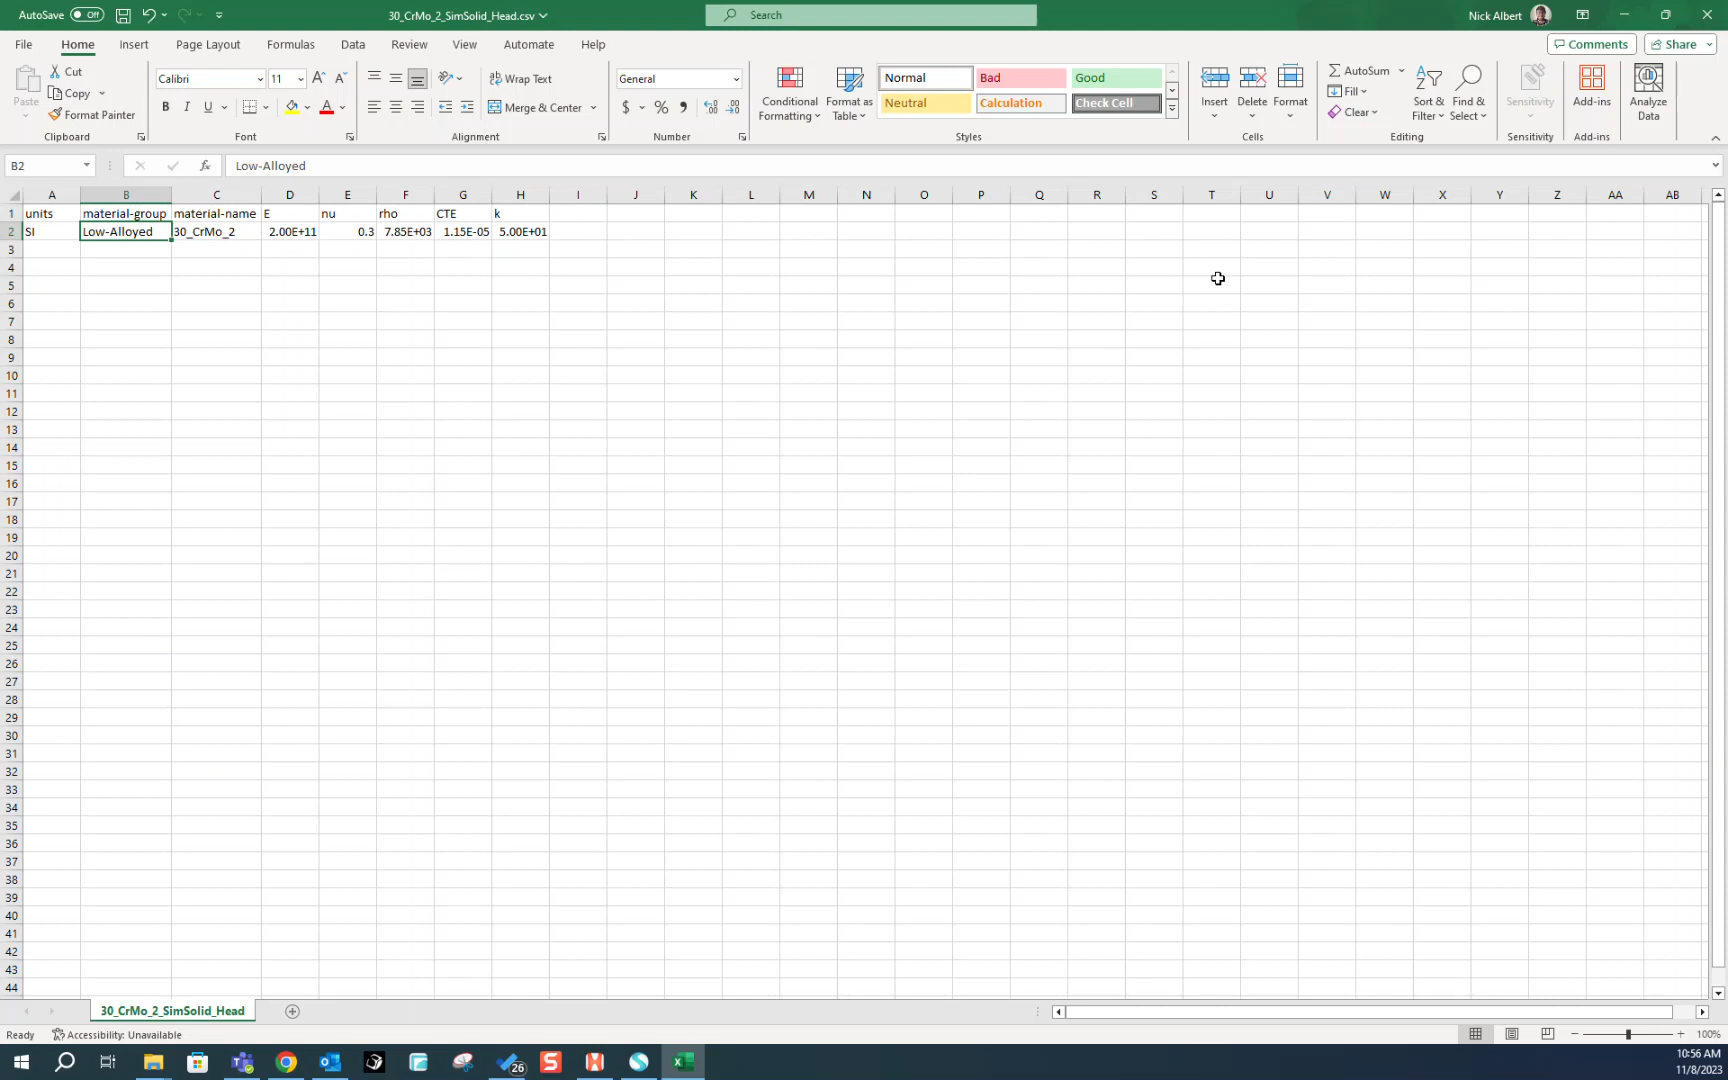 AutoSave Off 30_CrMo_2_SimSolid_Head.csv Search Nick Albert
File Home Insert Page Layout Formulas Data Review View Automate Help Comments Share
Paste Cut Copy Format Painter
Calibri 11 B I U
Wrap Text Merge & Center
General $ %
Conditional Formatting Format as Table
Normal Bad Good
Neutral Calculation Check Cell
Insert Delete Format
AutoSum Fill Clear Sort & Filter Find & Select
Sensitivity Add-ins Analyze Data
Clipboard Font Alignment Number Styles Cells Editing Sensitivity Add-ins
B2 fx Low-Alloyed
A B C D E F G H I J K L M N O P Q R S T U V W X Y Z AA AB
1 units material-group material-name E nu rho CTE k
2 SI Low-Alloyed 30_CrMo_2 2.00E+11 0.3 7.85E+03 1.15E-05 5.00E+01
3
4
5
6
7
8
9
10
11
12
13
14
15
16
17
18
19
20
21
22
23
24
25
26
27
28
29
30
31
32
33
34
35
36
37
38
39
40
41
42
43
44
30_CrMo_2_SimSolid_Head
Ready Accessibility: Unavailable 100%
26
10:56 AM
11/8/2023